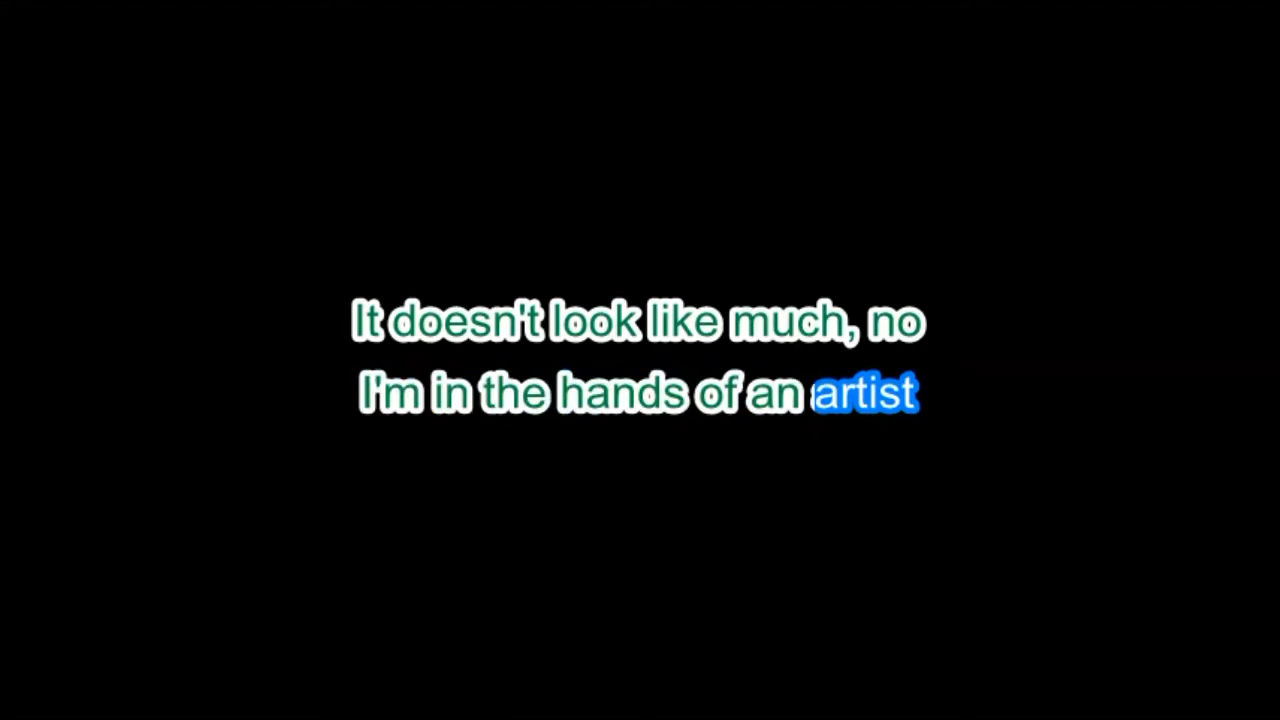 It doesn't look like much, no
I'm in the hands of an artist